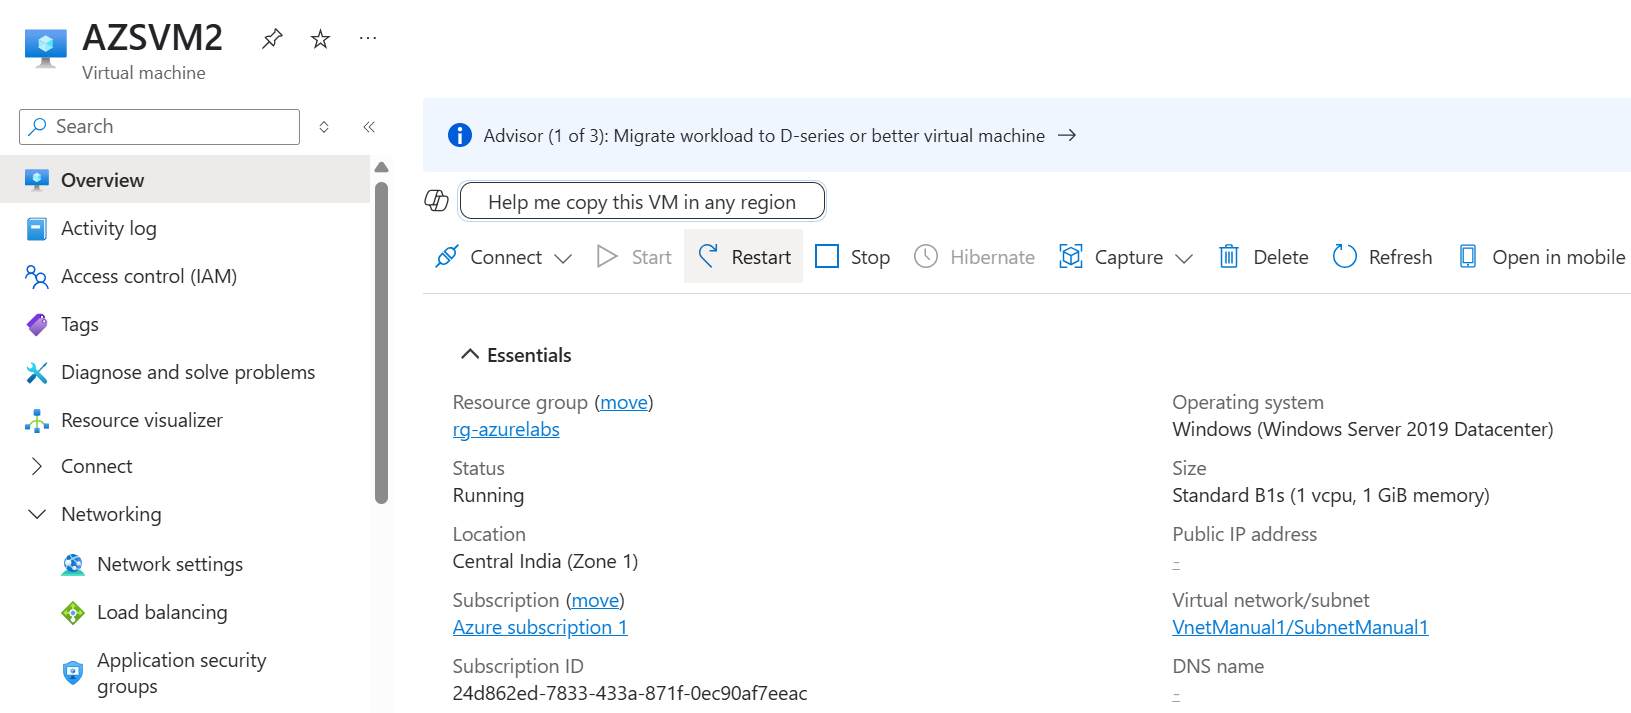 AZSVM2
Virtual machine
Search
Overview
Activity log
Access control (IAM)
Tags
Diagnose and solve problems
Resource visualizer
Connect
Networking
Network settings
Load balancing
Application security
groups
Advisor (1 of 3): Migrate workload to D-series or better virtual machine
Help me copy this VM in any region
Connect Start Restart Stop Hibernate Capture Delete Refresh Open in mobile
Essentials
Resource group (move)
rg-azurelabs
Status
Running
Location
Central India (Zone 1)
Subscription (move)
Azure subscription 1
Subscription ID
24d862ed-7833-433a-871f-0ec90af7eeac
Operating system
Windows (Windows Server 2019 Datacenter)
Size
Standard B1s (1 vcpu, 1 GiB memory)
Public IP address
-
Virtual network/subnet
VnetManual1/SubnetManual1
DNS name
-